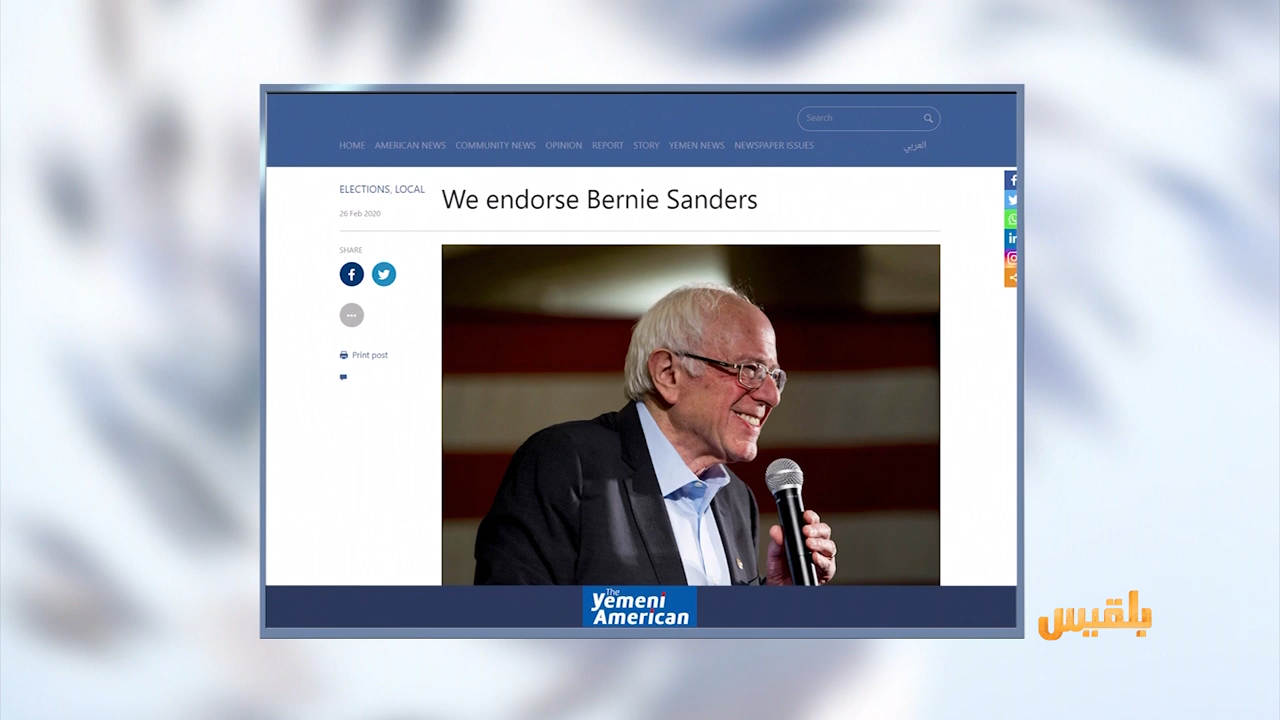 Search
HOME AMERICAN NEWS COMMUNITY NEWS OPINION REPORT STORY YEMEN NEWS NEWSPAPER ISSUES العربي
ELECTIONS, LOCAL
We endorse Bernie Sanders
26 Feb 2020
SHARE
Print post
The
Yemeni
American
بلقيس